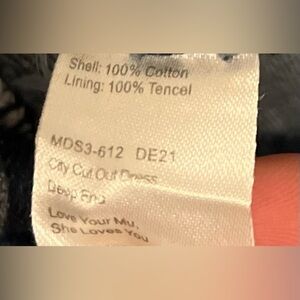 Shell: 100% Cotton
Lining: 100% Tencel
MDS3-612 DE21
City Cut Out Dress
Deep End
Love Your Mu,
She Loves You